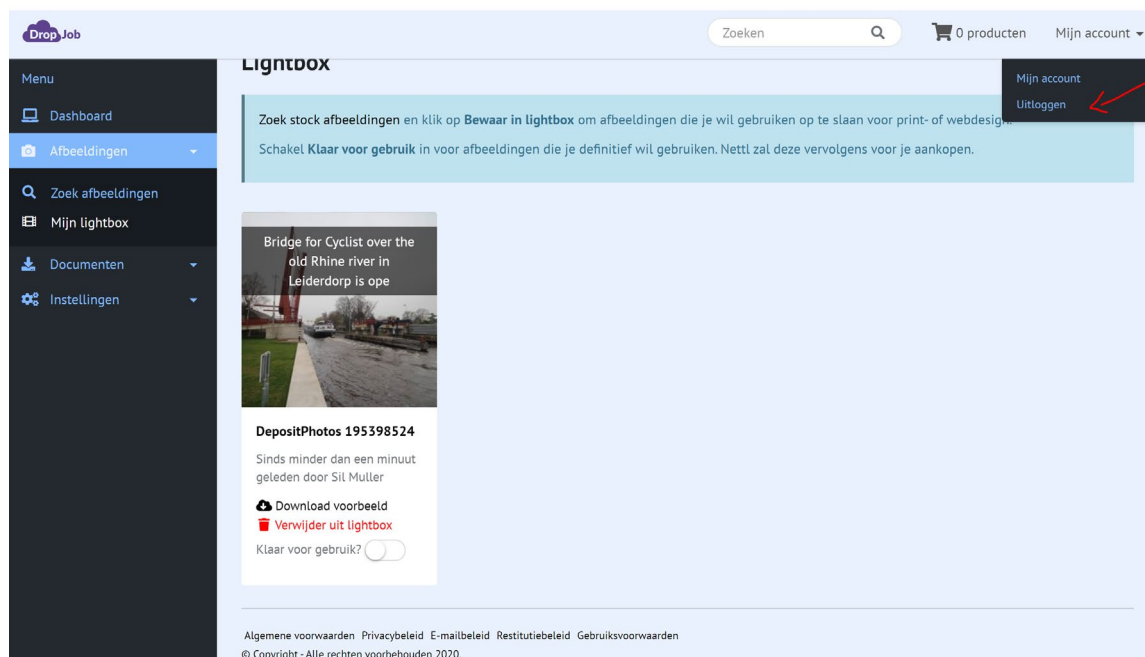 DropJob
Zoeken
0 producten
Mijn account
Mijn account
Uitloggen
Menu
Dashboard
Afbeeldingen
Zoek afbeeldingen
Mijn lightbox
Documenten
Instellingen
Lightbox
Zoek stock afbeeldingen en klik op Bewaar in lightbox om afbeeldingen die je wil gebruiken op te slaan voor print- of webdesign.
Schakel Klaar voor gebruik in voor afbeeldingen die je definitief wil gebruiken. Nettl zal deze vervolgens voor je aankopen.
Bridge for Cyclist over the
old Rhine river in
Leiderdorp is ope
DepositPhotos 195398524
Sinds minder dan een minuut
geleden door Sil Muller
Download voorbeeld
Verwijder uit lightbox
Klaar voor gebruik?
Algemene voorwaarden Privacybeleid E-mailbeleid Restitutiebeleid Gebruiksvoorwaarden
© Copyright - Alle rechten voorbehouden 2020.